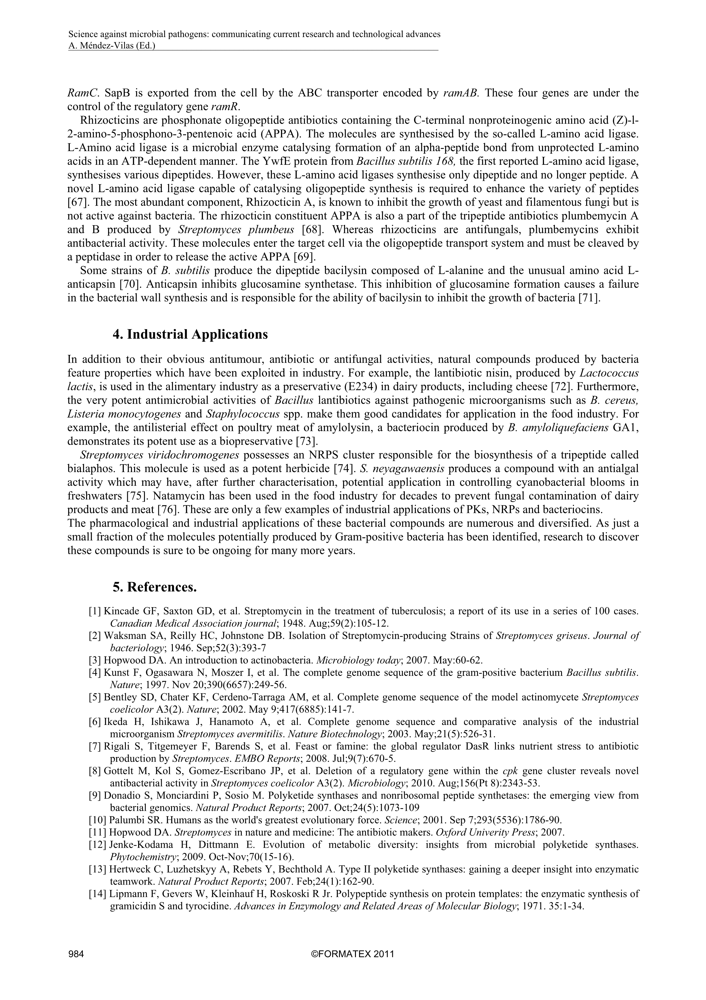 Science against microbial pathogens: communicating current research and technological advances
A. Méndez-Vilas (Ed.)
RamC. SapB is exported from the cell by the ABC transporter encoded by ramAB. These four genes are under the
control of the regulatory gene ramR.
Rhizocticins are phosphonate oligopeptide antibiotics containing the C-terminal nonproteinogenic amino acid (Z)-l-
2-amino-5-phosphono-3-pentenoic acid (APPA). The molecules are synthesised by the so-called L-amino acid ligase.
L-Amino acid ligase is a microbial enzyme catalysing formation of an alpha-peptide bond from unprotected L-amino
acids in an ATP-dependent manner. The YwfE protein from Bacillus subtilis 168, the first reported L-amino acid ligase,
synthesises various dipeptides. However, these L-amino acid ligases synthesise only dipeptide and no longer peptide. A
novel L-amino acid ligase capable of catalysing oligopeptide synthesis is required to enhance the variety of peptides
[67]. The most abundant component, Rhizocticin A, is known to inhibit the growth of yeast and filamentous fungi but is
not active against bacteria. The rhizocticin constituent APPA is also a part of the tripeptide antibiotics plumbemycin A
and B produced by Streptomyces plumbeus [68]. Whereas rhizocticins are antifungals, plumbemycins exhibit
antibacterial activity. These molecules enter the target cell via the oligopeptide transport system and must be cleaved by
a peptidase in order to release the active APPA [69].
Some strains of B. subtilis produce the dipeptide bacilysin composed of L-alanine and the unusual amino acid L-
anticapsin [70]. Anticapsin inhibits glucosamine synthetase. This inhibition of glucosamine formation causes a failure
in the bacterial wall synthesis and is responsible for the ability of bacilysin to inhibit the growth of bacteria [71].
4. Industrial Applications
In addition to their obvious antitumour, antibiotic or antifungal activities, natural compounds produced by bacteria
feature properties which have been exploited in industry. For example, the lantibiotic nisin, produced by Lactococcus
lactis, is used in the alimentary industry as a preservative (E234) in dairy products, including cheese [72]. Furthermore,
the very potent antimicrobial activities of Bacillus lantibiotics against pathogenic microorganisms such as B. cereus,
Listeria monocytogenes and Staphylococcus spp. make them good candidates for application in the food industry. For
example, the antilisterial effect on poultry meat of amylolysin, a bacteriocin produced by B. amyloliquefaciens GA1,
demonstrates its potent use as a biopreservative [73].
Streptomyces viridochromogenes possesses an NRPS cluster responsible for the biosynthesis of a tripeptide called
bialaphos. This molecule is used as a potent herbicide [74]. S. neyagawaensis produces a compound with an antialgal
activity which may have, after further characterisation, potential application in controlling cyanobacterial blooms in
freshwaters [75]. Natamycin has been used in the food industry for decades to prevent fungal contamination of dairy
products and meat [76]. These are only a few examples of industrial applications of PKs, NRPs and bacteriocins.
The pharmacological and industrial applications of these bacterial compounds are numerous and diversified. As just a
small fraction of the molecules potentially produced by Gram-positive bacteria has been identified, research to discover
these compounds is sure to be ongoing for many more years.
5. References.
[1] Kincade GF, Saxton GD, et al. Streptomycin in the treatment of tuberculosis; a report of its use in a series of 100 cases.
Canadian Medical Association journal; 1948. Aug;59(2):105-12.
[2] Waksman SA, Reilly HC, Johnstone DB. Isolation of Streptomycin-producing Strains of Streptomyces griseus. Journal of
bacteriology; 1946. Sep;52(3):393-7
[3] Hopwood DA. An introduction to actinobacteria. Microbiology today; 2007. May:60-62.
[4] Kunst F, Ogasawara N, Moszer I, et al. The complete genome sequence of the gram-positive bacterium Bacillus subtilis.
Nature; 1997. Nov 20;390(6657):249-56.
[5] Bentley SD, Chater KF, Cerdeno-Tarraga AM, et al. Complete genome sequence of the model actinomycete Streptomyces
coelicolor A3(2). Nature; 2002. May 9;417(6885):141-7.
[6] Ikeda H, Ishikawa J, Hanamoto A, et al. Complete genome sequence and comparative analysis of the industrial
microorganism Streptomyces avermitilis. Nature Biotechnology; 2003. May;21(5):526-31.
[7] Rigali S, Titgemeyer F, Barends S, et al. Feast or famine: the global regulator DasR links nutrient stress to antibiotic
production by Streptomyces. EMBO Reports; 2008. Jul;9(7):670-5.
[8] Gottelt M, Kol S, Gomez-Escribano JP, et al. Deletion of a regulatory gene within the cpk gene cluster reveals novel
antibacterial activity in Streptomyces coelicolor A3(2). Microbiology; 2010. Aug;156(Pt 8):2343-53.
[9] Donadio S, Monciardini P, Sosio M. Polyketide synthases and nonribosomal peptide synthetases: the emerging view from
bacterial genomics. Natural Product Reports; 2007. Oct;24(5):1073-109
[10] Palumbi SR. Humans as the world's greatest evolutionary force. Science; 2001. Sep 7;293(5536):1786-90.
[11] Hopwood DA. Streptomyces in nature and medicine: The antibiotic makers. Oxford Univerity Press; 2007.
[12] Jenke-Kodama H, Dittmann E. Evolution of metabolic diversity: insights from microbial polyketide synthases.
Phytochemistry; 2009. Oct-Nov;70(15-16).
[13] Hertweck C, Luzhetskyy A, Rebets Y, Bechthold A. Type II polyketide synthases: gaining a deeper insight into enzymatic
teamwork. Natural Product Reports; 2007. Feb;24(1):162-90.
[14] Lipmann F, Gevers W, Kleinhauf H, Roskoski R Jr. Polypeptide synthesis on protein templates: the enzymatic synthesis of
gramicidin S and tyrocidine. Advances in Enzymology and Related Areas of Molecular Biology; 1971. 35:1-34.
984
©FORMATEX 2011